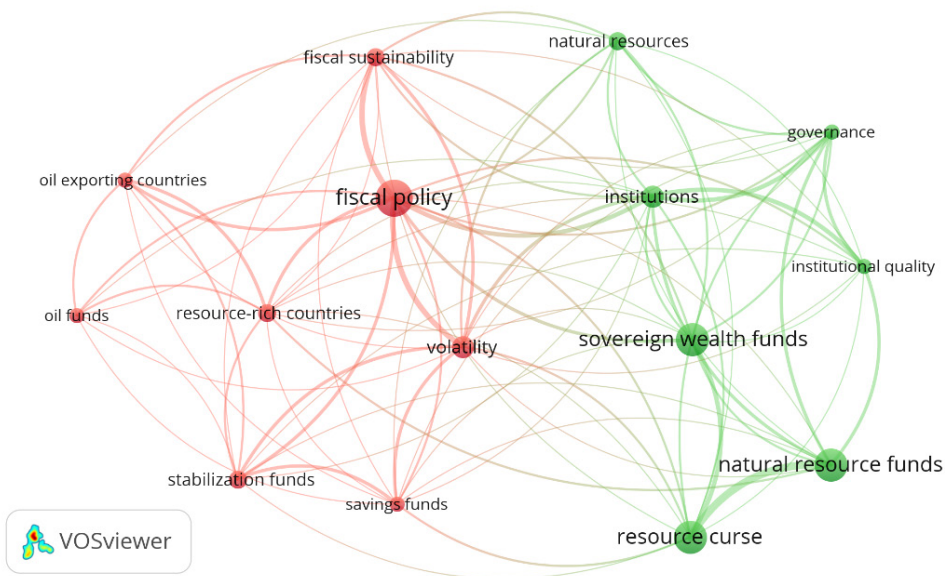 natural resources
fiscal sustainability
governance
oil exporting countries
fiscal policy
institutions
institutional quality
oil funds
resource-rich countries
volatility
sovereign wealth funds
natural resource funds
stabilization funds
savings funds
resource curse
VOSviewer